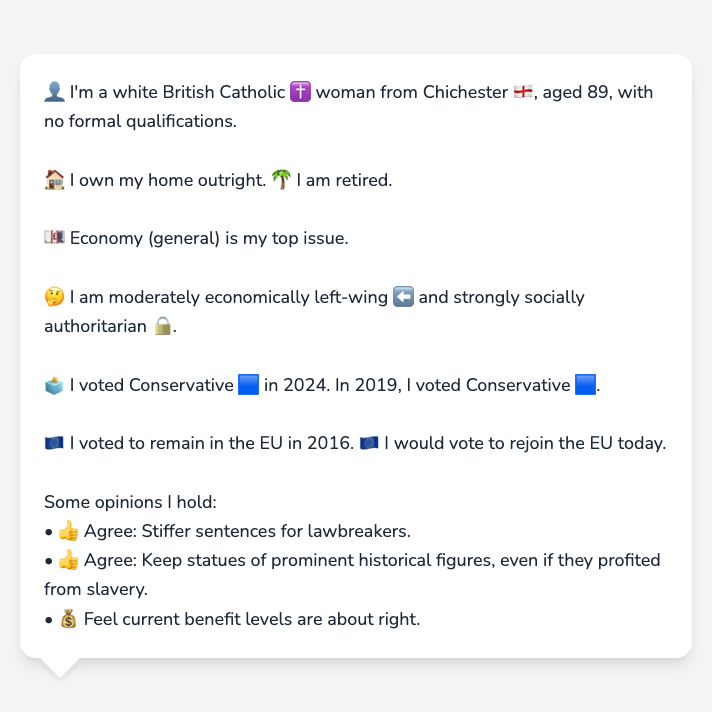 👤 I'm a white British Catholic ✝️ woman from Chichester 🏴󠁧󠁢󠁥󠁮󠁧󠁿, aged 89, with
no formal qualifications.
🏠 I own my home outright. 🌴 I am retired.
💷 Economy (general) is my top issue.
🤔 I am moderately economically left-wing ⬅️ and strongly socially
authoritarian 🔒.
🗳️ I voted Conservative 🟦 in 2024. In 2019, I voted Conservative 🟦.
🇪🇺 I voted to remain in the EU in 2016. 🇪🇺 I would vote to rejoin the EU today.
Some opinions I hold:
• 👍 Agree: Stiffer sentences for lawbreakers.
• 👍 Agree: Keep statues of prominent historical figures, even if they profited
from slavery.
• 💰 Feel current benefit levels are about right.